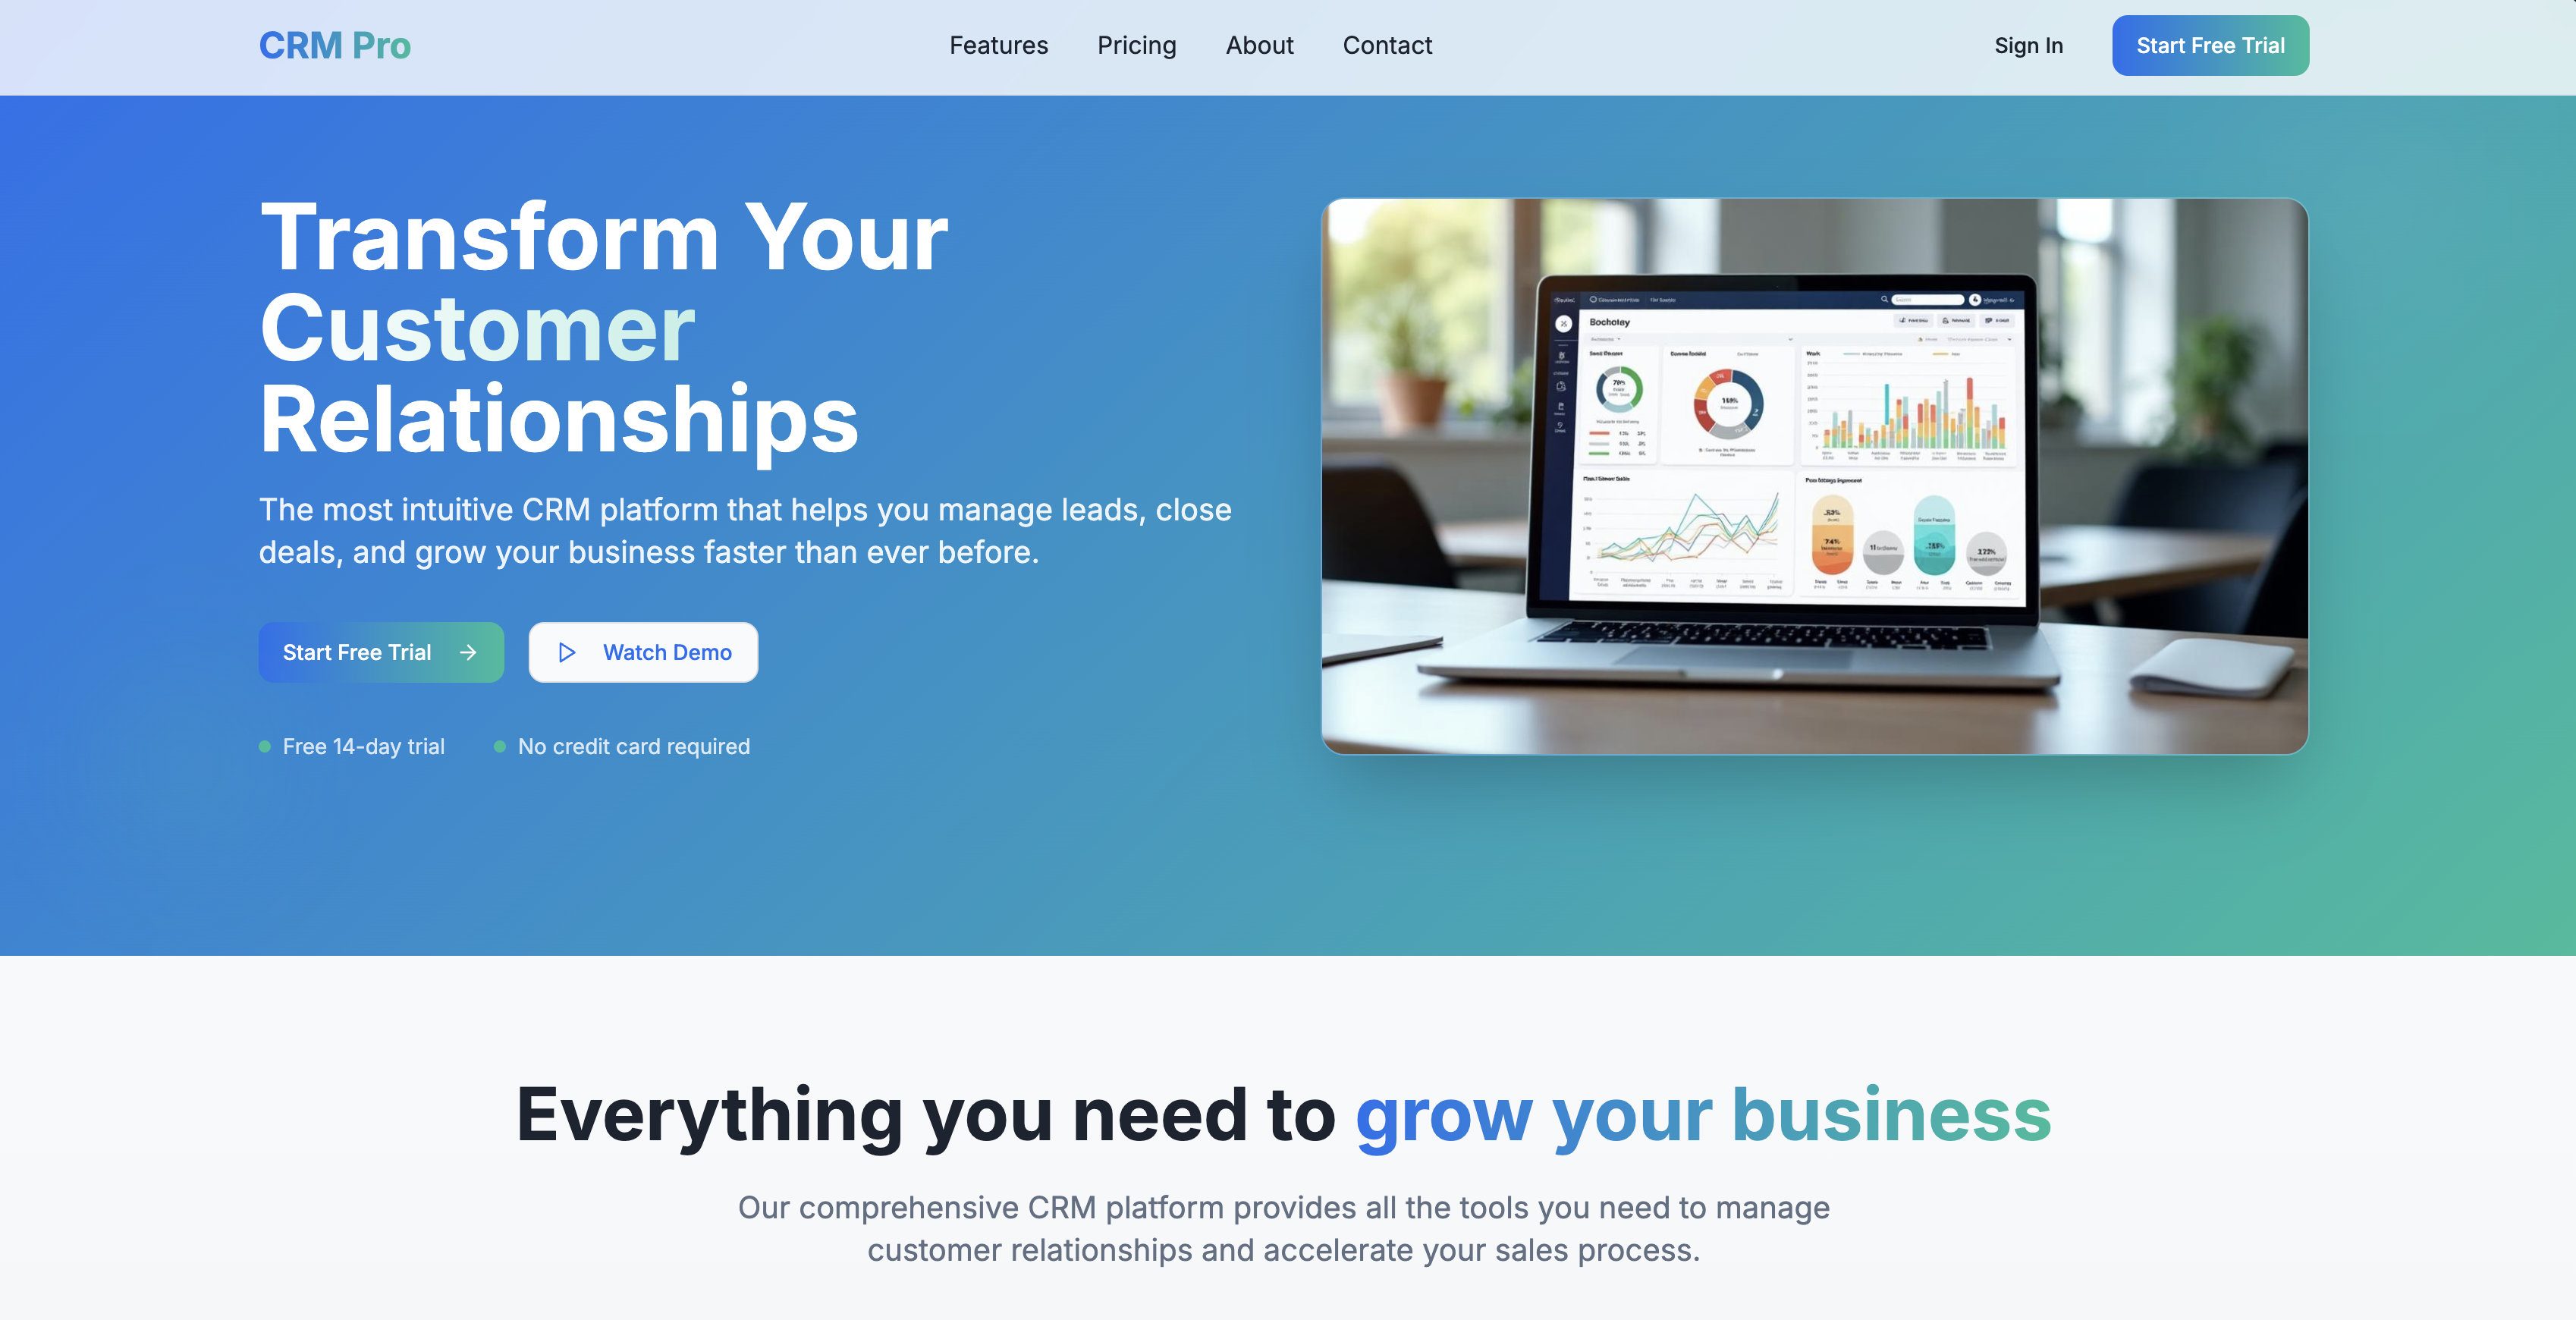 CRM Pro
Features
Pricing
About
Contact
Sign In
Start Free Trial
Transform Your
Customer
Relationships
The most intuitive CRM platform that helps you manage leads, close
deals, and grow your business faster than ever before.
Start Free Trial
Watch Demo
Free 14-day trial
No credit card required
Bochotey
Work
Everything you need to grow your business
Our comprehensive CRM platform provides all the tools you need to manage
customer relationships and accelerate your sales process.